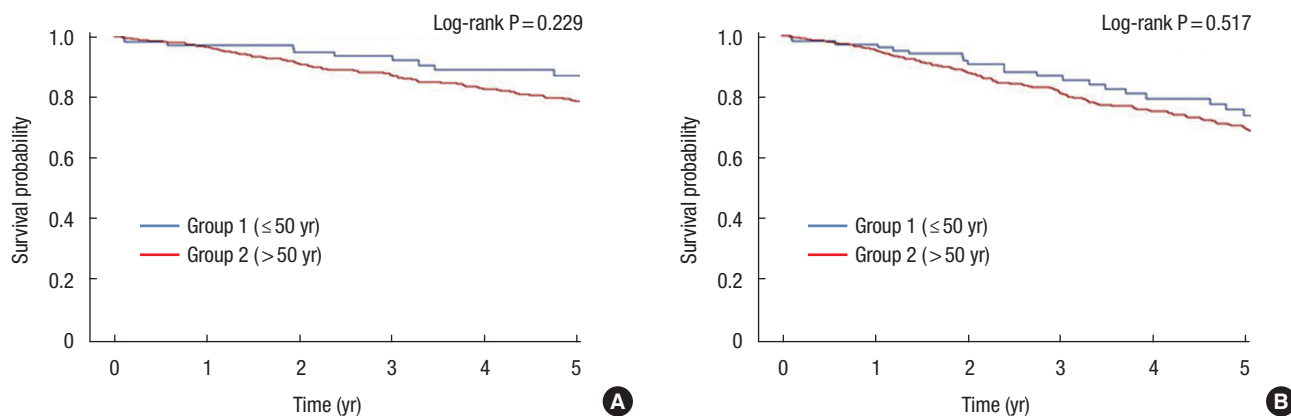 Log-rank P=0.229
1.0
0.8
0.6
0.4
0.2
0
Survival probability
Group 1 (≤50 yr)
Group 2 (>50 yr)
0 1 2 3 4 5
Time (yr)
A
Log-rank P=0.517
1.0
0.8
0.6
0.4
0.2
0
Survival probability
Group 1 (≤50 yr)
Group 2 (>50 yr)
0 1 2 3 4 5
Time (yr)
B